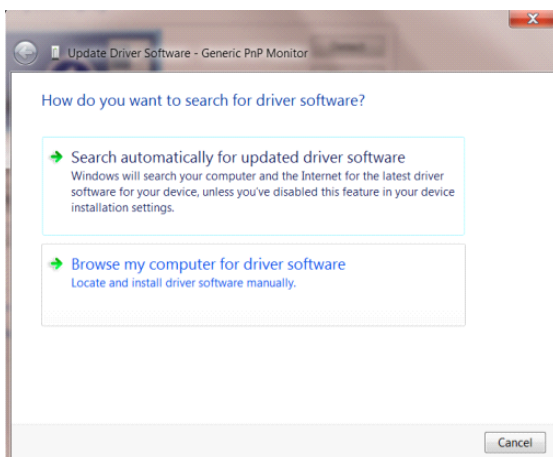 Update Driver Software - Generic PnP Monitor
How do you want to search for driver software?
Search automatically for updated driver software
Windows will search your computer and the Internet for the latest driver
software for your device, unless you've disabled this feature in your device
installation settings.
Browse my computer for driver software
Locate and install driver software manually.
Cancel